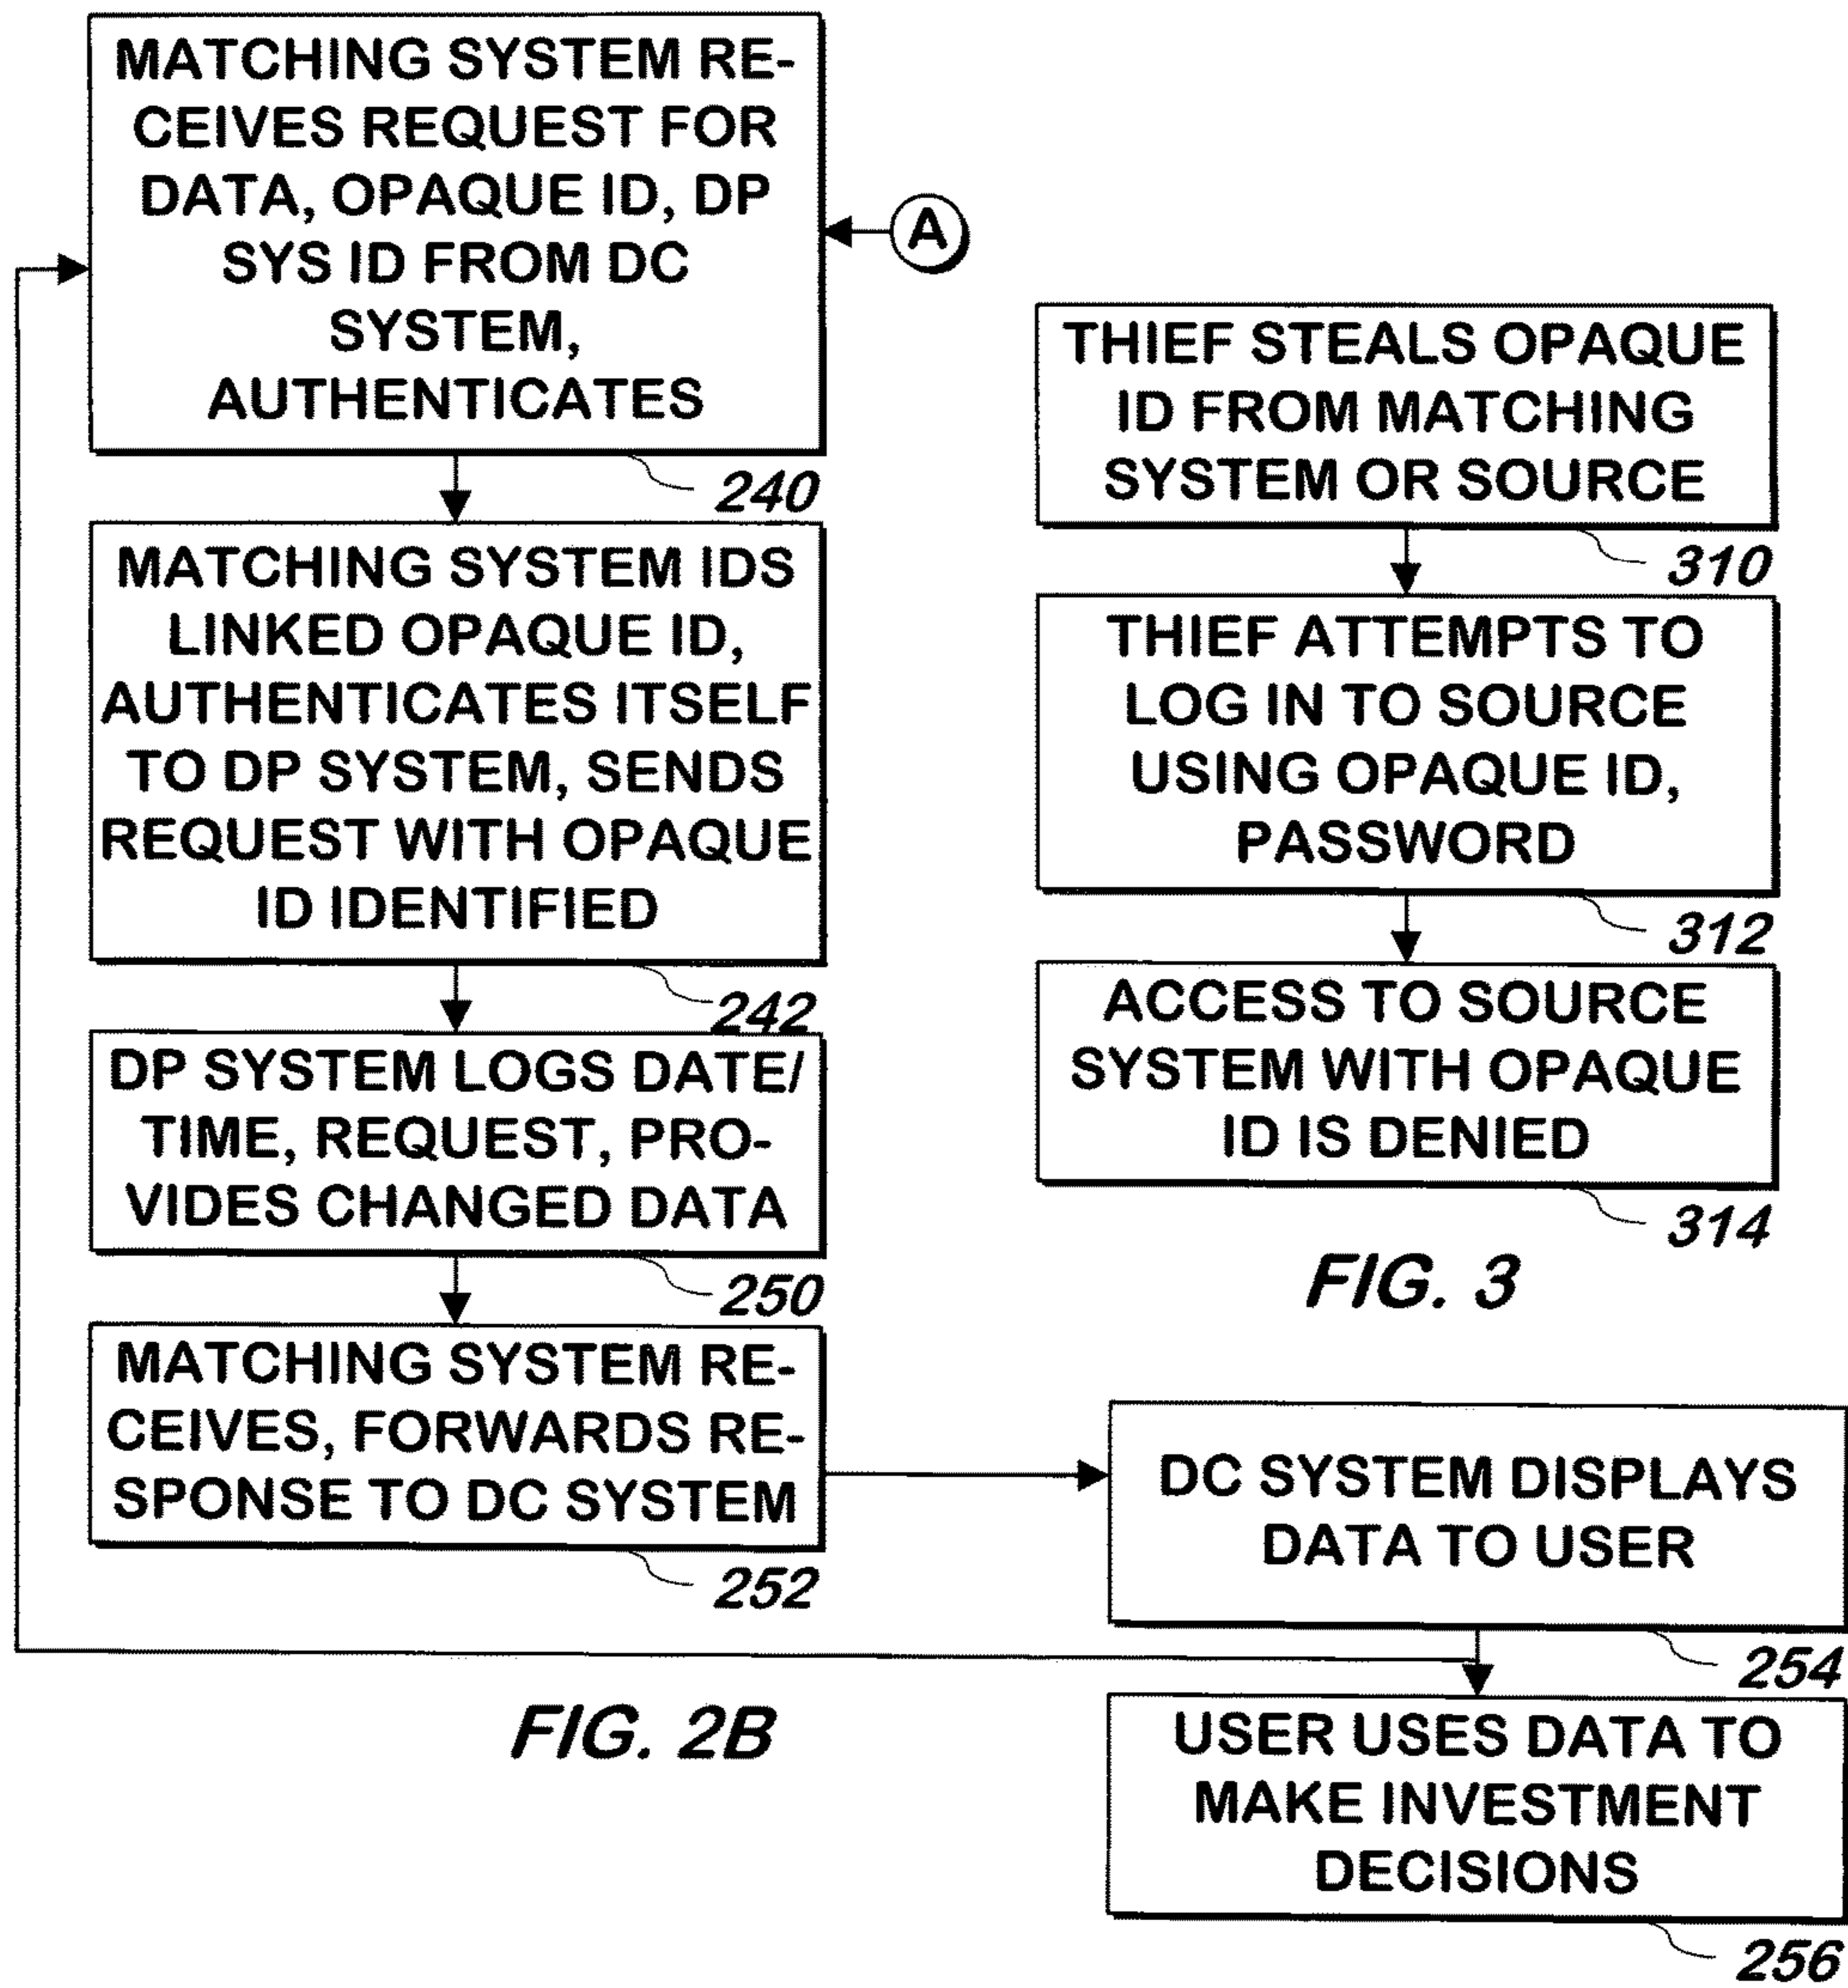 MATCHING SYSTEM RE-
CEIVES REQUEST FOR
DATA, OPAQUE ID, DP
SYS ID FROM DC
SYSTEM,
AUTHENTICATES
240
A
MATCHING SYSTEM IDS
LINKED OPAQUE ID,
AUTHENTICATES ITSELF
TO DP SYSTEM, SENDS
REQUEST WITH OPAQUE
ID IDENTIFIED
242
DP SYSTEM LOGS DATE/
TIME, REQUEST, PRO-
VIDES CHANGED DATA
250
MATCHING SYSTEM RE-
CEIVES, FORWARDS RE-
SPONSE TO DC SYSTEM
252
DC SYSTEM DISPLAYS
DATA TO USER
254
USER USES DATA TO
MAKE INVESTMENT
DECISIONS
256
FIG. 2B
THIEF STEALS OPAQUE
ID FROM MATCHING
SYSTEM OR SOURCE
310
THIEF ATTEMPTS TO
LOG IN TO SOURCE
USING OPAQUE ID,
PASSWORD
312
ACCESS TO SOURCE
SYSTEM WITH OPAQUE
ID IS DENIED
314
FIG. 3